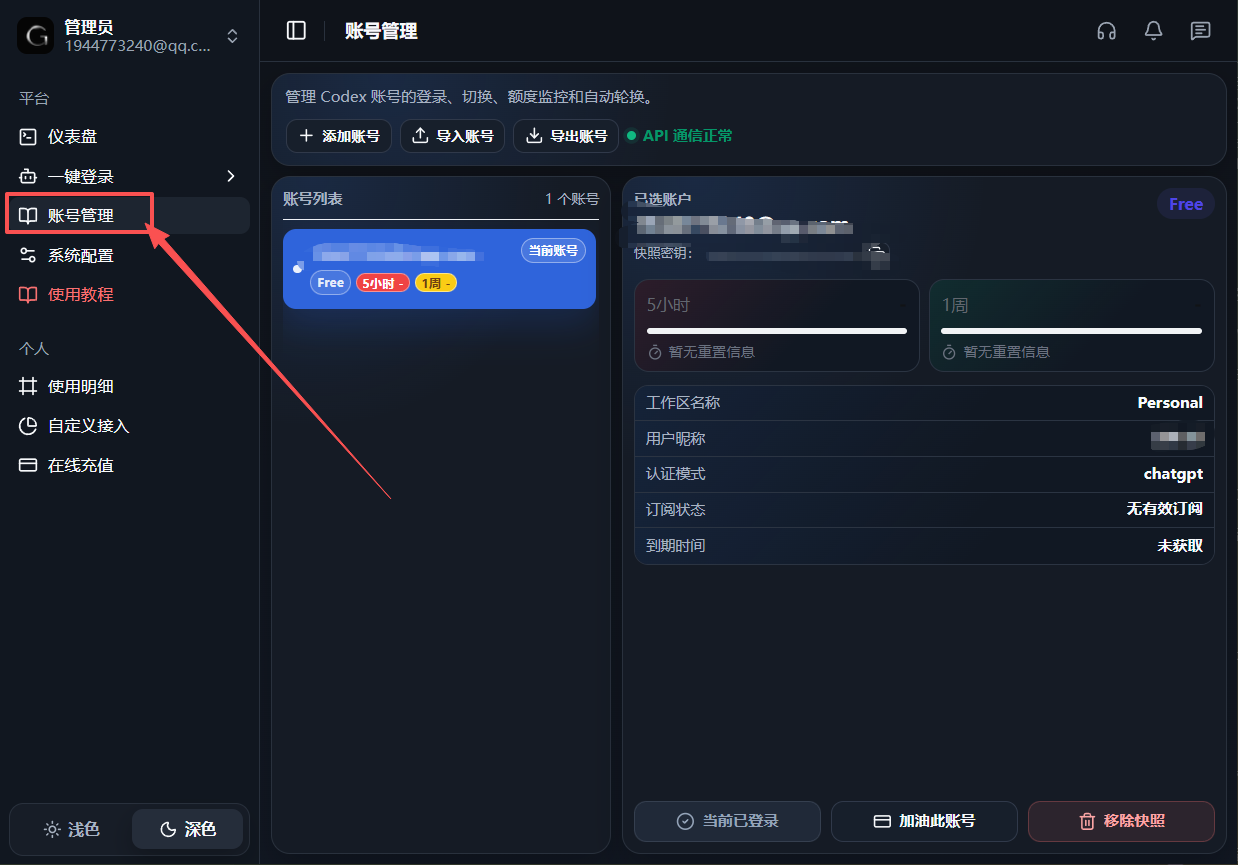 管理员
1944773240@qq.c...
平台
仪表盘
一键登录
账号管理
系统配置
使用教程
个人
使用明细
自定义接入
在线充值
浅色
深色
账号管理
管理 Codex 账号的登录、切换、额度监控和自动轮换。
添加账号 导入账号 导出账号 API 通信正常
账号列表 1 个账号
当前账号
Free 5小时 - 1周 -
已选账户 Free
快照密钥：
5小时
暂无重置信息
1周
暂无重置信息
工作区名称 Personal
用户昵称
认证模式 chatgpt
订阅状态 无有效订阅
到期时间 未获取
当前已登录 加油此账号 移除快照